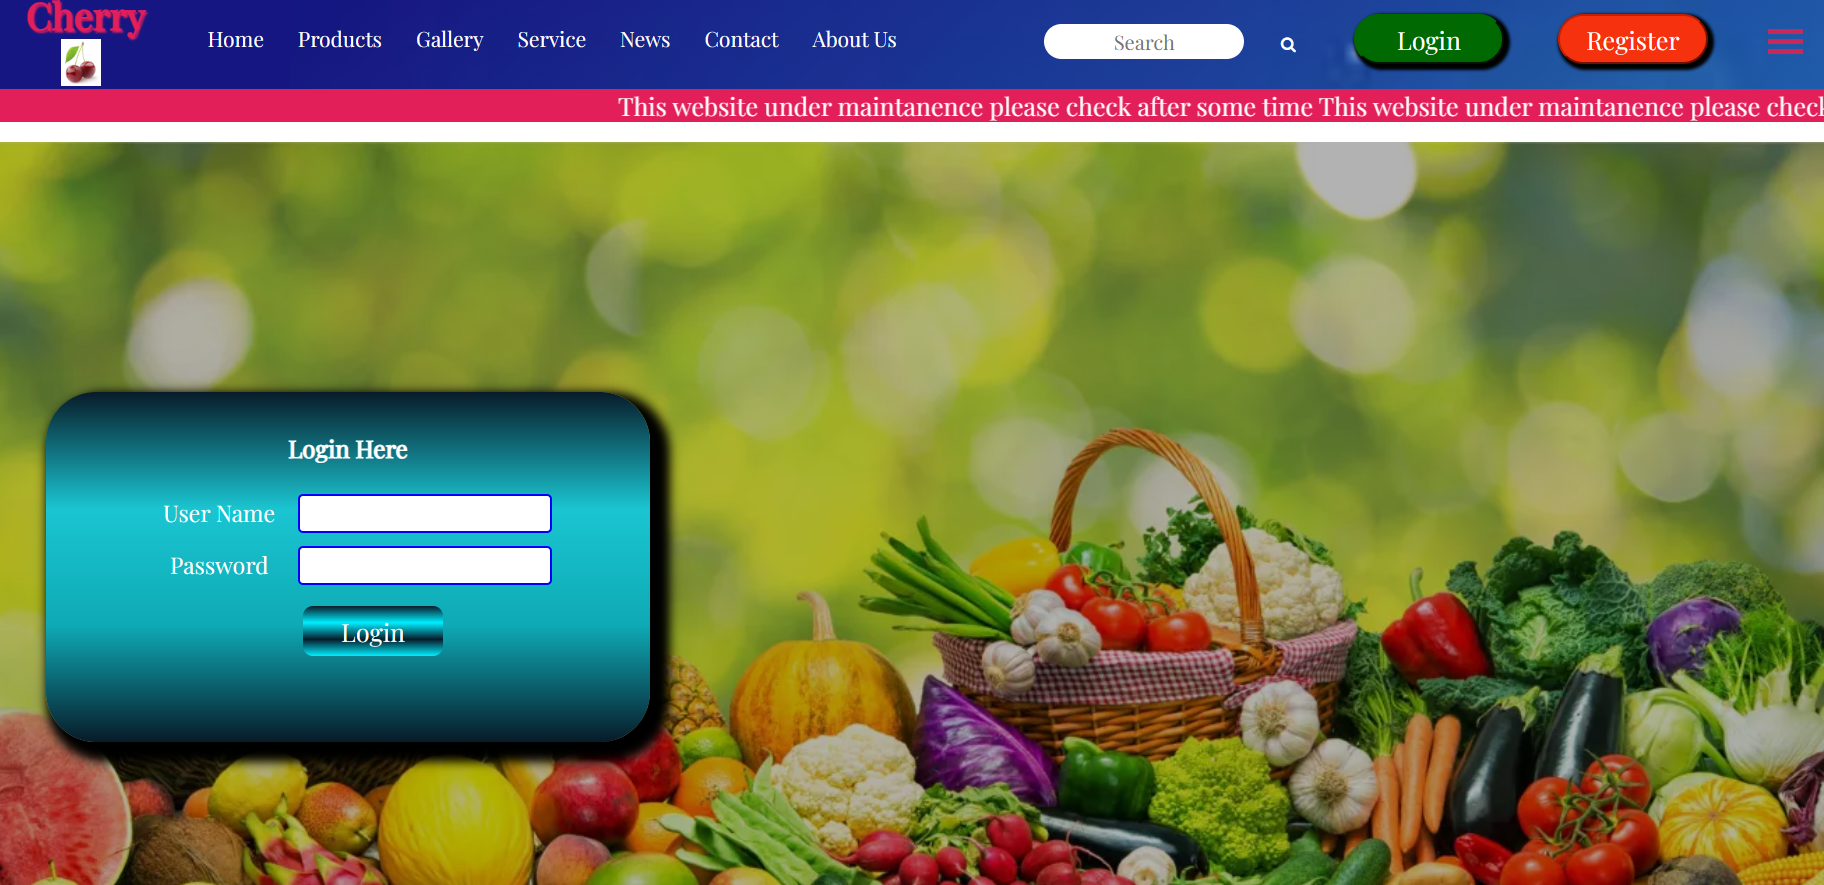 Cherry
Home Products Gallery Service News Contact About Us Search Login Register
This website under maintanence please check after some time This website under maintanence please check
Login Here
User Name
Password
Login